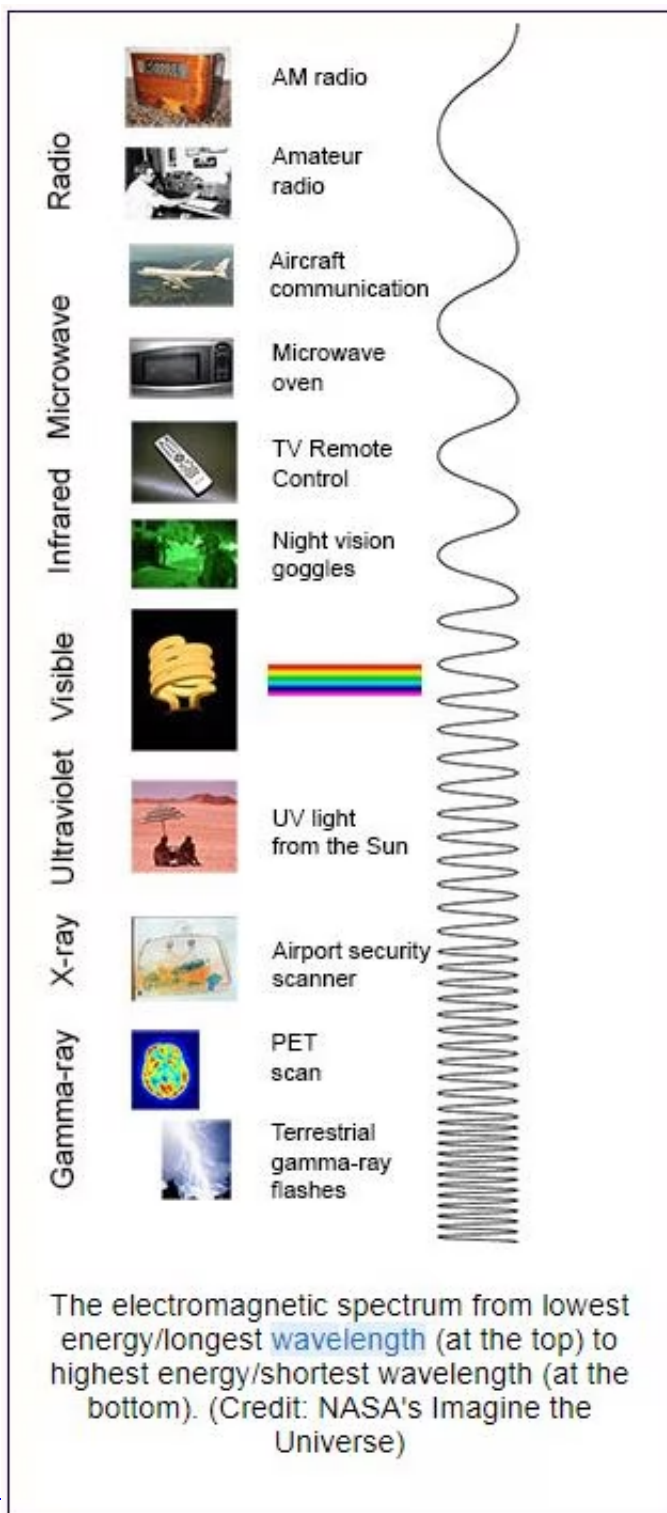 Radio
AM radio
Amateur
radio
Aircraft
communication
Microwave
Microwave
oven
Infrared
TV Remote
Control
Night vision
goggles
Visible
Ultraviolet
UV light
from the Sun
X-ray
Airport security
scanner
Gamma-ray
PET
scan
Terrestrial
gamma-ray
flashes
The electromagnetic spectrum from lowest
energy/longest wavelength (at the top) to
highest energy/shortest wavelength (at the
bottom). (Credit: NASA's Imagine the
Universe)